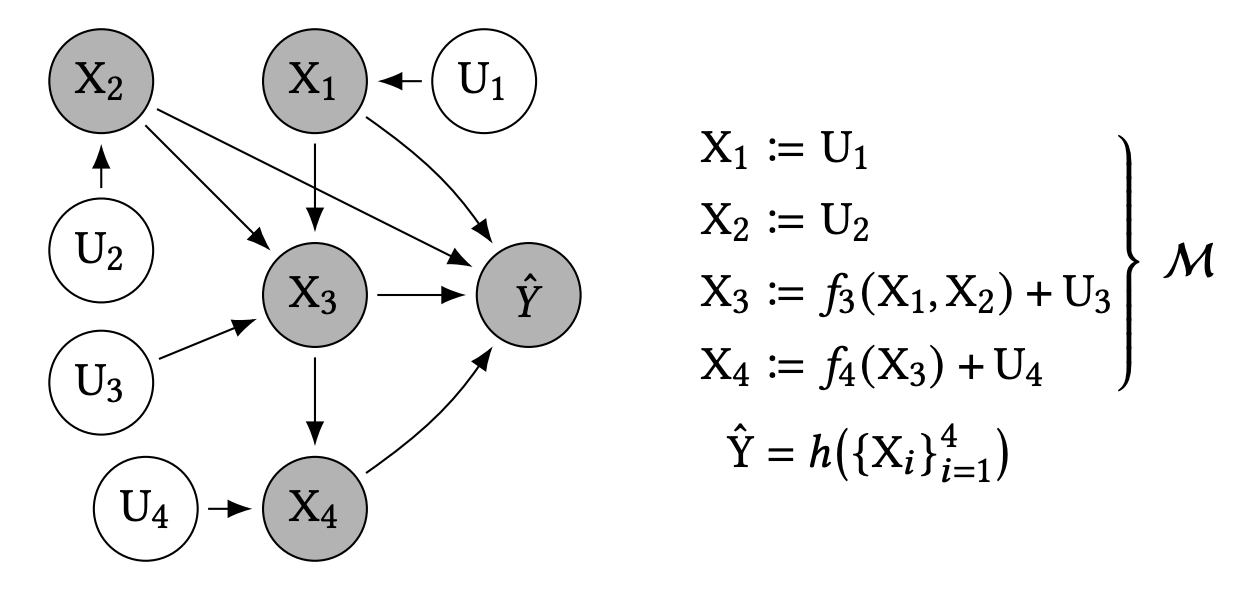 X₂ X₁ U₁
U₂
X₃ Ŷ
U₃
U₄ X₄
X₁ := U₁
X₂ := U₂
X₃ := f₃(X₁, X₂) + U₃
X₄ := f₄(X₃) + U₄
ℳ
Ŷ = h({Xᵢ}⁴ᵢ₌₁)